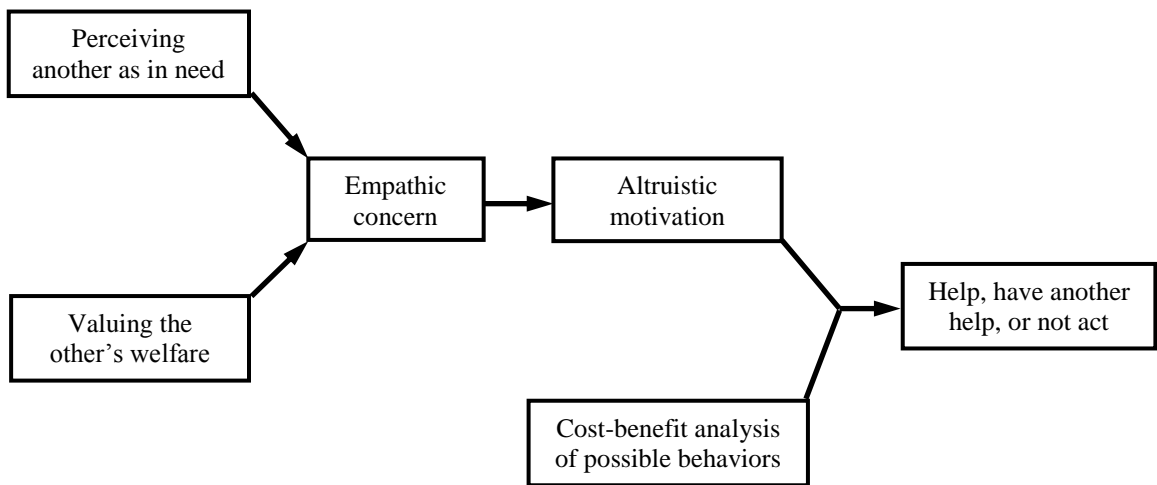 Perceiving
another as in need
Empathic
concern
Altruistic
motivation
Valuing the
other’s welfare
Help, have another
help, or not act
Cost-benefit analysis
of possible behaviors